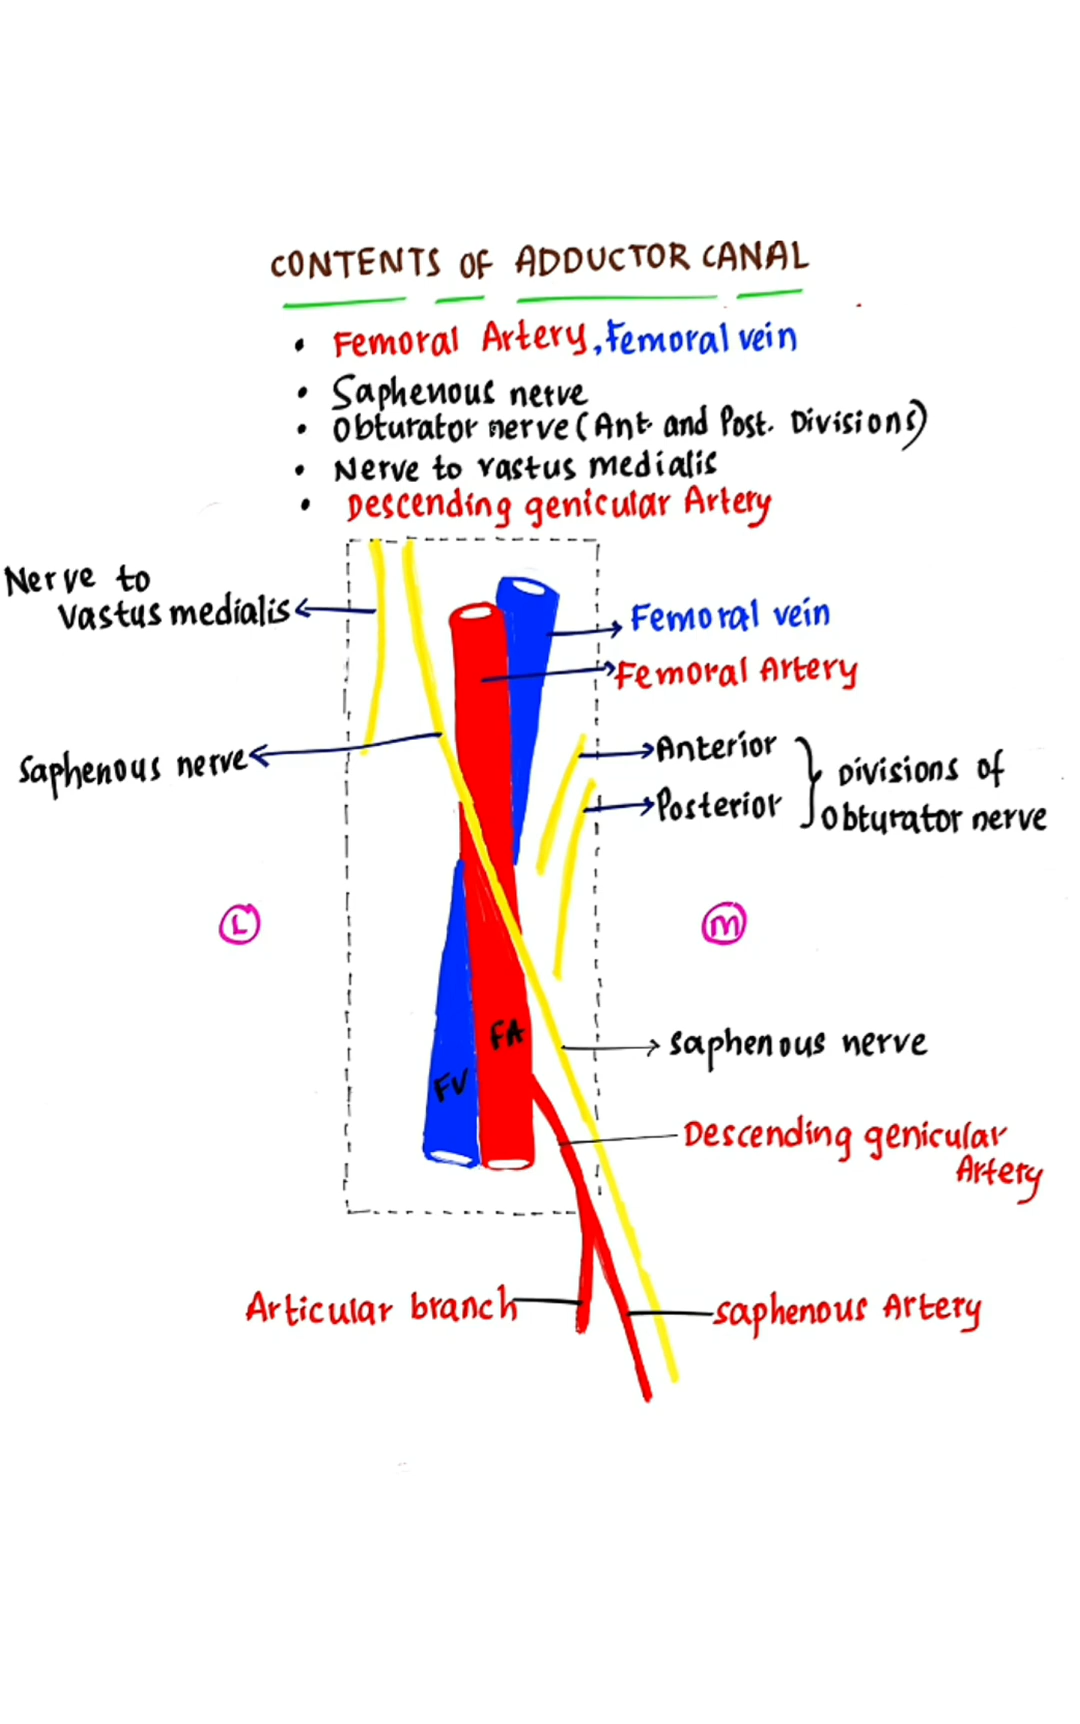 CONTENTS OF ADDUCTOR CANAL
• Femoral Artery, Femoral vein
• Saphenous nerve
• Obturator nerve (Ant. and Post. Divisions)
• Nerve to vastus medialis
• Descending genicular Artery
Nerve to
Vastus medialis
Femoral vein
Femoral Artery
Saphenous nerve
Anterior
Posterior
Divisions of
Obturator nerve
L
M
FA
FV
saphenous nerve
Descending genicular
Artery
Articular branch
saphenous Artery